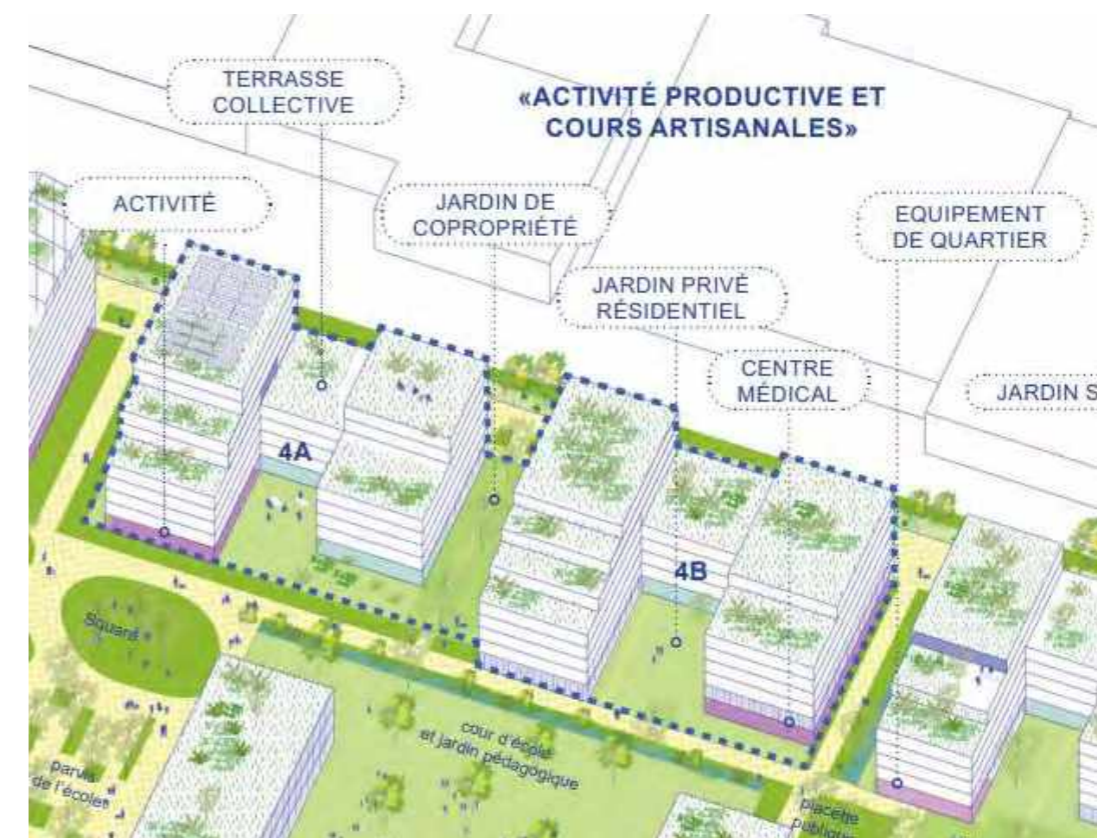 TERRASSE
COLLECTIVE
«ACTIVITÉ PRODUCTIVE ET
COURS ARTISANALES»
ACTIVITÉ
JARDIN DE
COPROPRIÉTÉ
EQUIPEMENT
DE QUARTIER
JARDIN PRIVÉ
RÉSIDENTIEL
CENTRE
MÉDICAL
JARDIN S
4A
4B
Square
cour d'école
et jardin pédagogique
parvis
de l'école
placette
publique